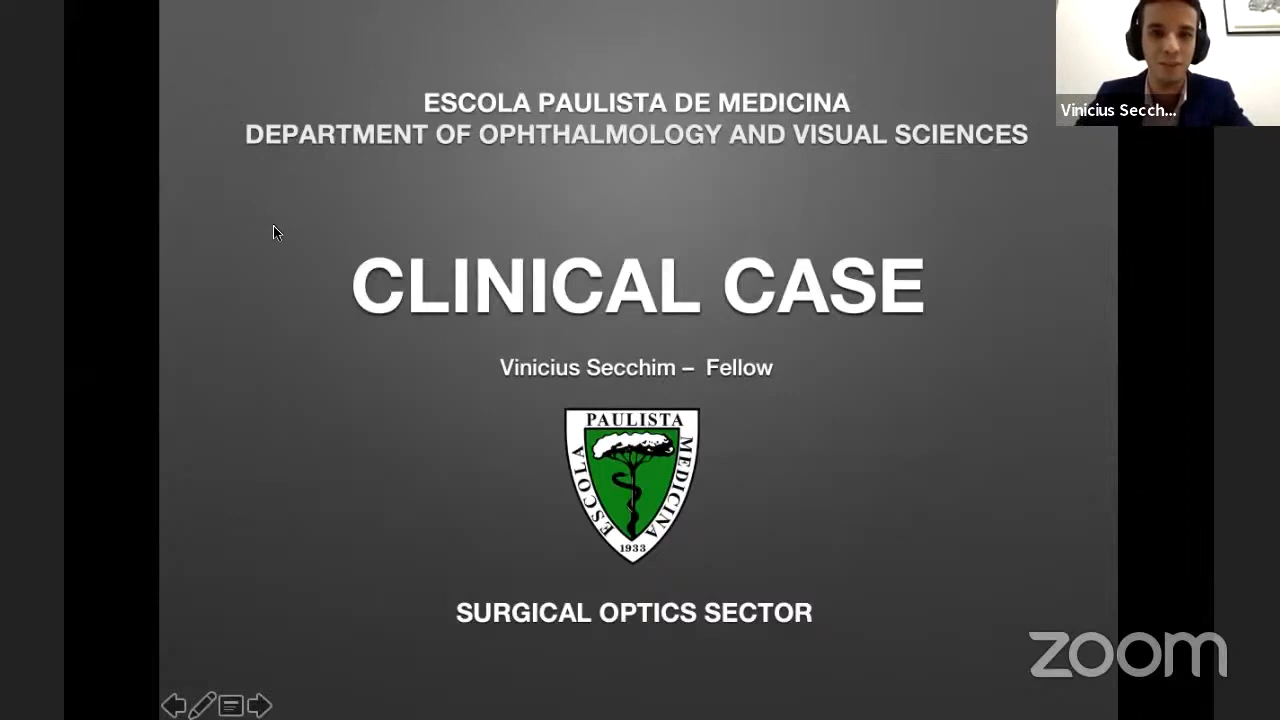 ESCOLA PAULISTA DE MEDICINA
DEPARTMENT OF OPHTHALMOLOGY AND VISUAL SCIENCES
Vinicius Secch...
CLINICAL CASE
Vinicius Secchim – Fellow
PAULISTA
ESCOLA
MEDICINA
1933
SURGICAL OPTICS SECTOR
zoom